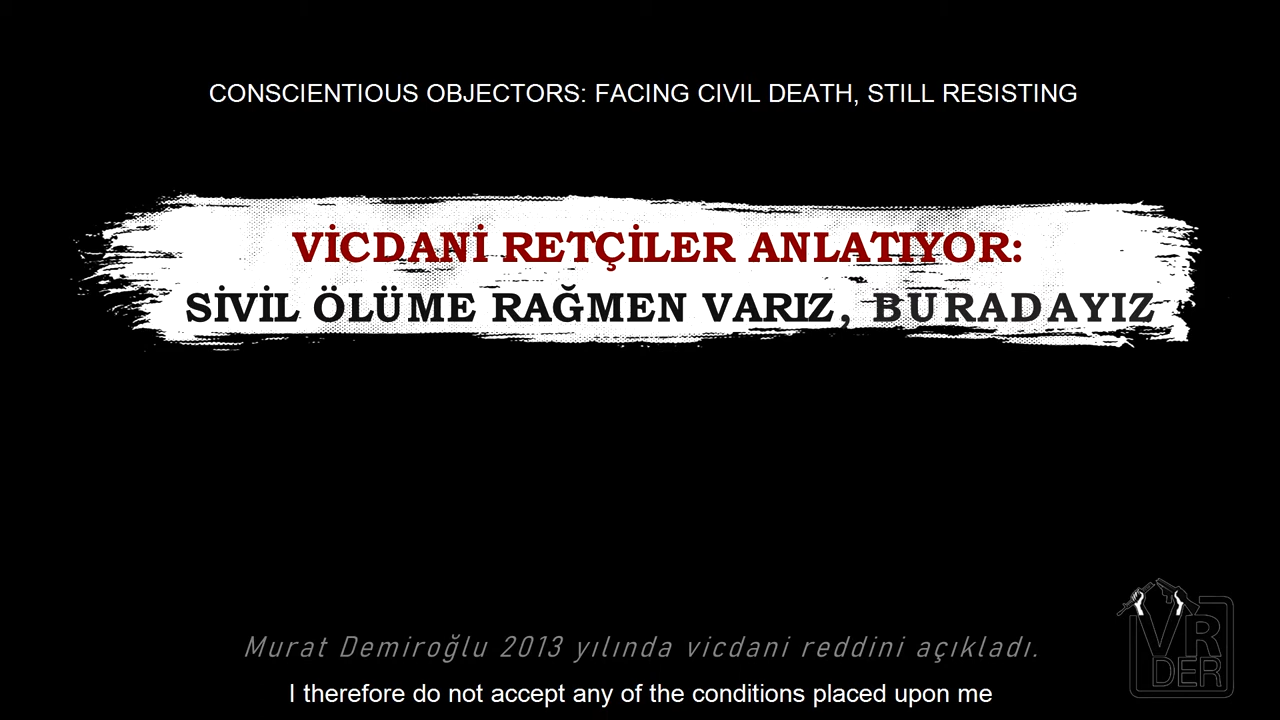 CONSCIENTIOUS OBJECTORS: FACING CIVIL DEATH, STILL RESISTING
VİCDANİ RETÇİLER ANLATIYOR:
SİVİL ÖLÜME RAĞMEN VARIZ, BURADAYIZ
Murat Demiroğlu 2013 yılında vicdani reddini açıkladı.
VR
DER
I therefore do not accept any of the conditions placed upon me